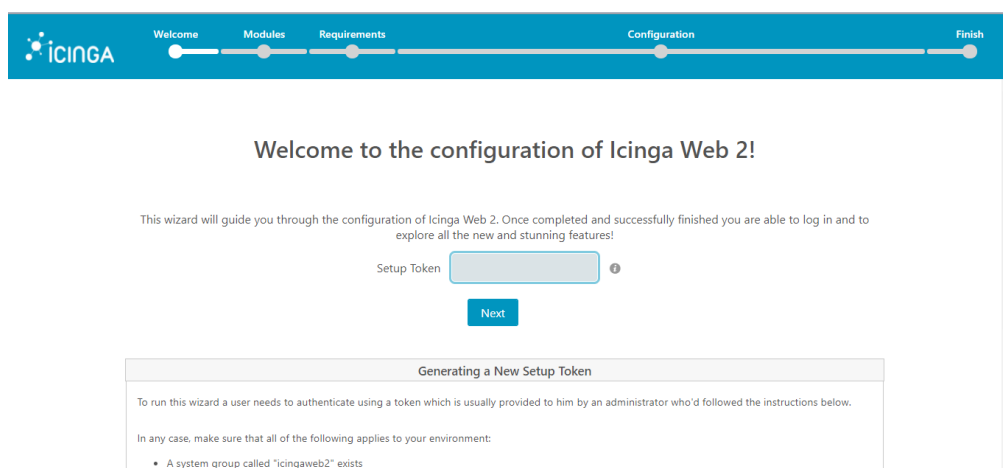 Welcome Modules Requirements Configuration Finish
ICINGA
Welcome to the configuration of Icinga Web 2!
This wizard will guide you through the configuration of Icinga Web 2. Once completed and successfully finished you are able to log in and to
explore all the new and stunning features!
Setup Token
Next
Generating a New Setup Token
To run this wizard a user needs to authenticate using a token which is usually provided to him by an administrator who'd followed the instructions below.
In any case, make sure that all of the following applies to your environment:
• A system group called "icingaweb2" exists